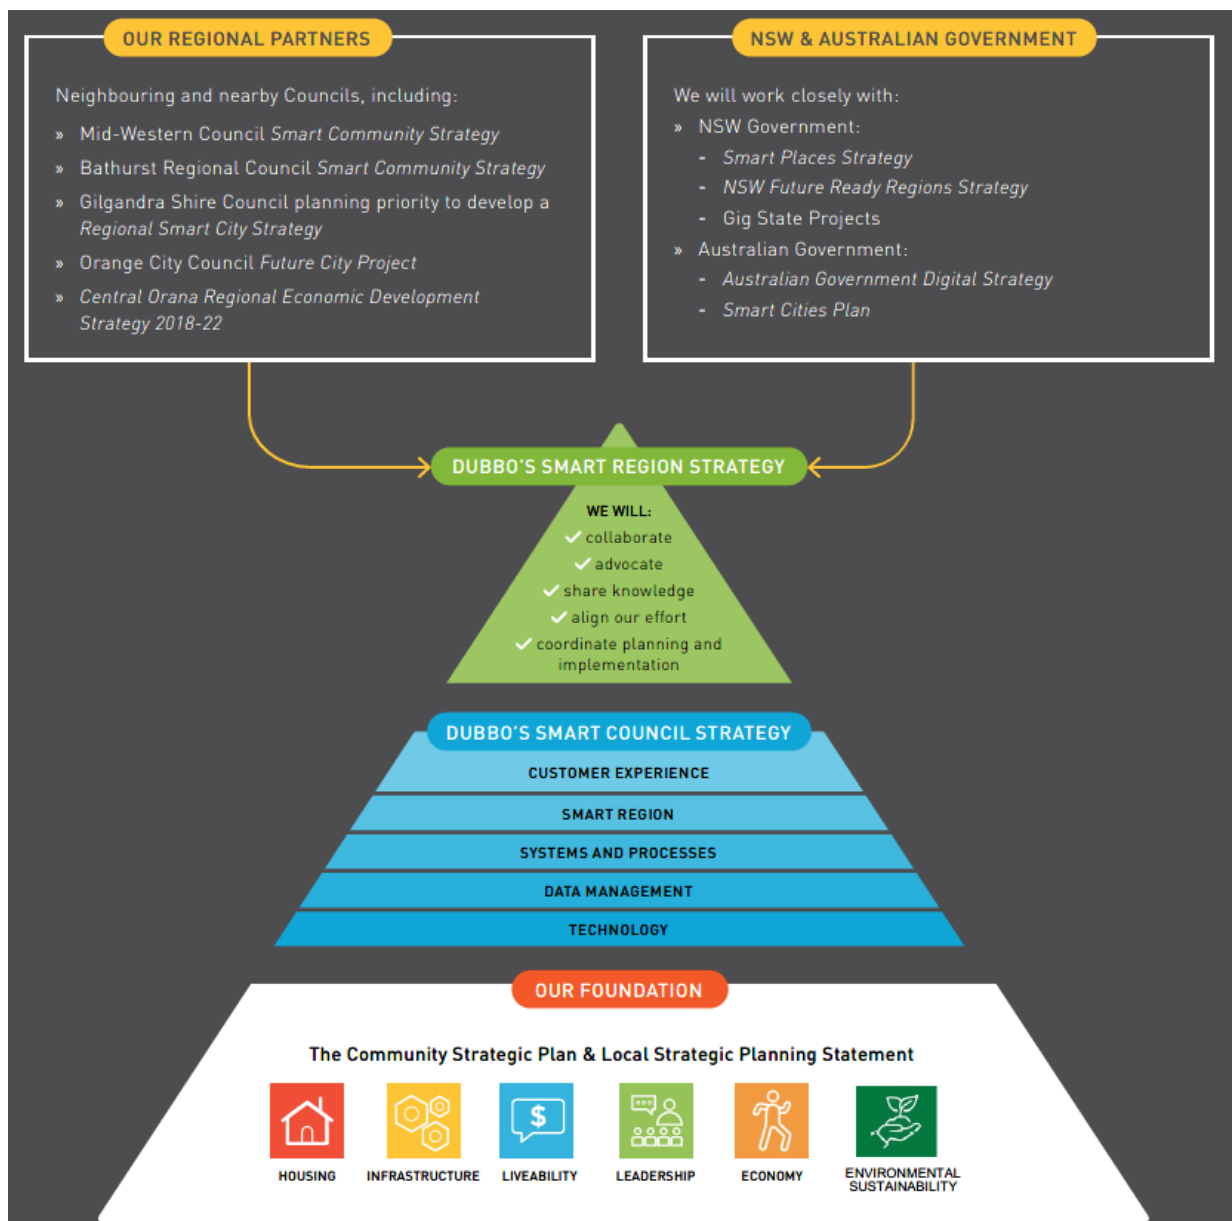 OUR REGIONAL PARTNERS
Neighbouring and nearby Councils, including:
» Mid-Western Council Smart Community Strategy
» Bathurst Regional Council Smart Community Strategy
» Gilgandra Shire Council planning priority to develop a
Regional Smart City Strategy
» Orange City Council Future City Project
» Central Orana Regional Economic Development
Strategy 2018-22
NSW & AUSTRALIAN GOVERNMENT
We will work closely with:
» NSW Government:
- Smart Places Strategy
- NSW Future Ready Regions Strategy
- Gig State Projects
» Australian Government:
- Australian Government Digital Strategy
- Smart Cities Plan
DUBBO'S SMART REGION STRATEGY
WE WILL:
collaborate
advocate
share knowledge
align our effort
coordinate planning and
implementation
DUBBO'S SMART COUNCIL STRATEGY
CUSTOMER EXPERIENCE
SMART REGION
SYSTEMS AND PROCESSES
DATA MANAGEMENT
TECHNOLOGY
OUR FOUNDATION
The Community Strategic Plan & Local Strategic Planning Statement
$
HOUSING
INFRASTRUCTURE
LIVEABILITY
LEADERSHIP
ECONOMY
ENVIRONMENTAL
SUSTAINABILITY